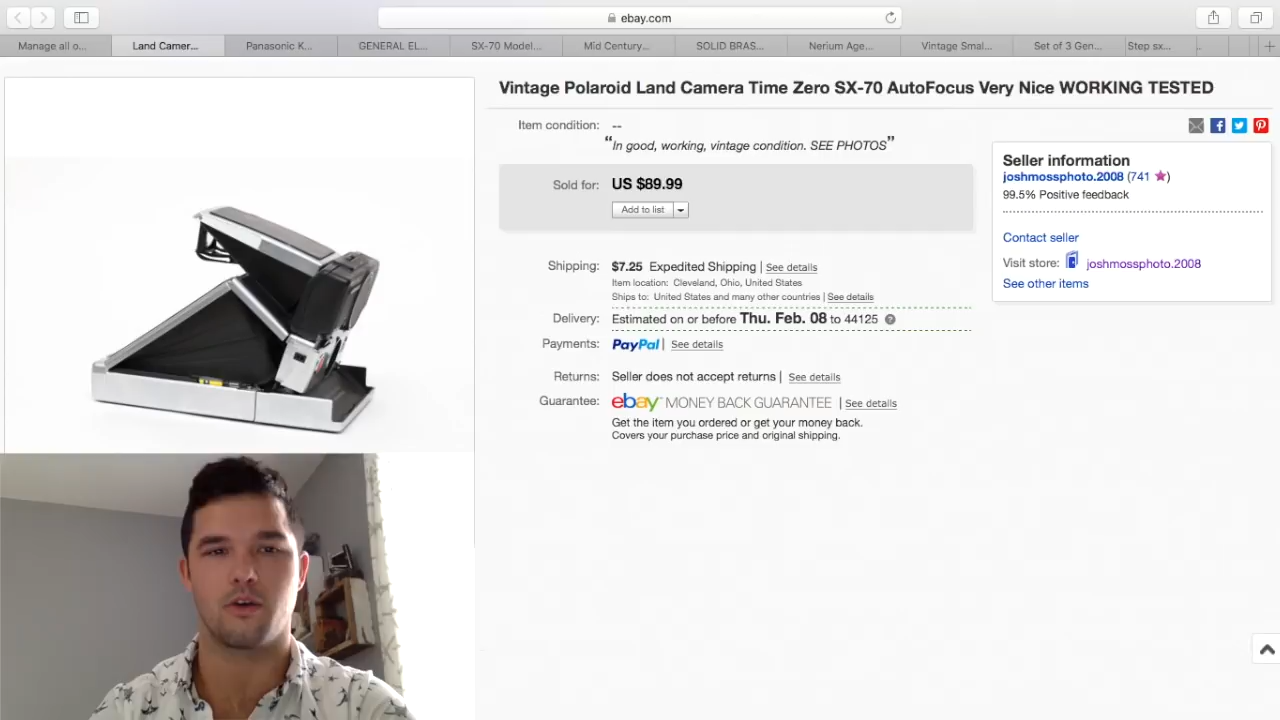 ebay.com
Manage all o...
Land Camer...
Panasonic K...
GENERAL EL...
SX-70 Model...
Mid Century...
SOLID BRAS...
Nerium Age...
Vintage Smal...
Set of 3 Gen...
Step sx...
Vintage Polaroid Land Camera Time Zero SX-70 AutoFocus Very Nice WORKING TESTED
Item condition: --
“In good, working, vintage condition. SEE PHOTOS”
Sold for: US $89.99
Add to list
Shipping: $7.25 Expedited Shipping | See details
Item location: Cleveland, Ohio, United States
Ships to: United States and many other countries | See details
Delivery: Estimated on or before Thu. Feb. 08 to 44125
Payments: PayPal | See details
Returns: Seller does not accept returns | See details
Guarantee: ebay MONEY BACK GUARANTEE | See details
Get the item you ordered or get your money back.
Covers your purchase price and original shipping.
Seller information
joshmossphoto.2008 (741 ★)
99.5% Positive feedback
Contact seller
Visit store: joshmossphoto.2008
See other items